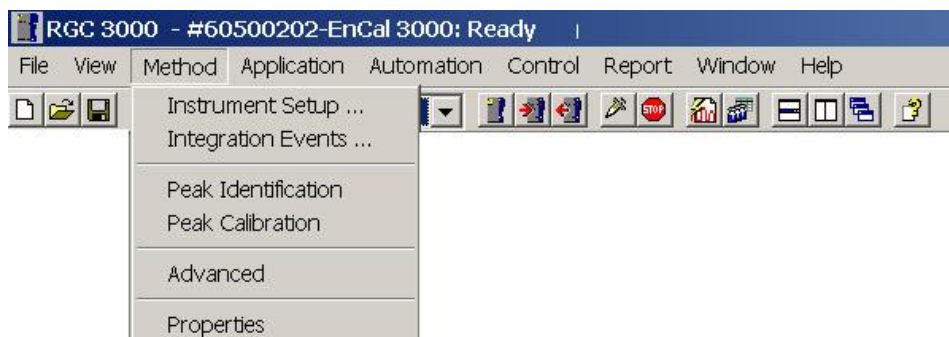 RGC 3000 - #60500202-EnCal 3000: Ready
File View Method Application Automation Control Report Window Help
STOP
Instrument Setup ...
Integration Events ...
Peak Identification
Peak Calibration
Advanced
Properties